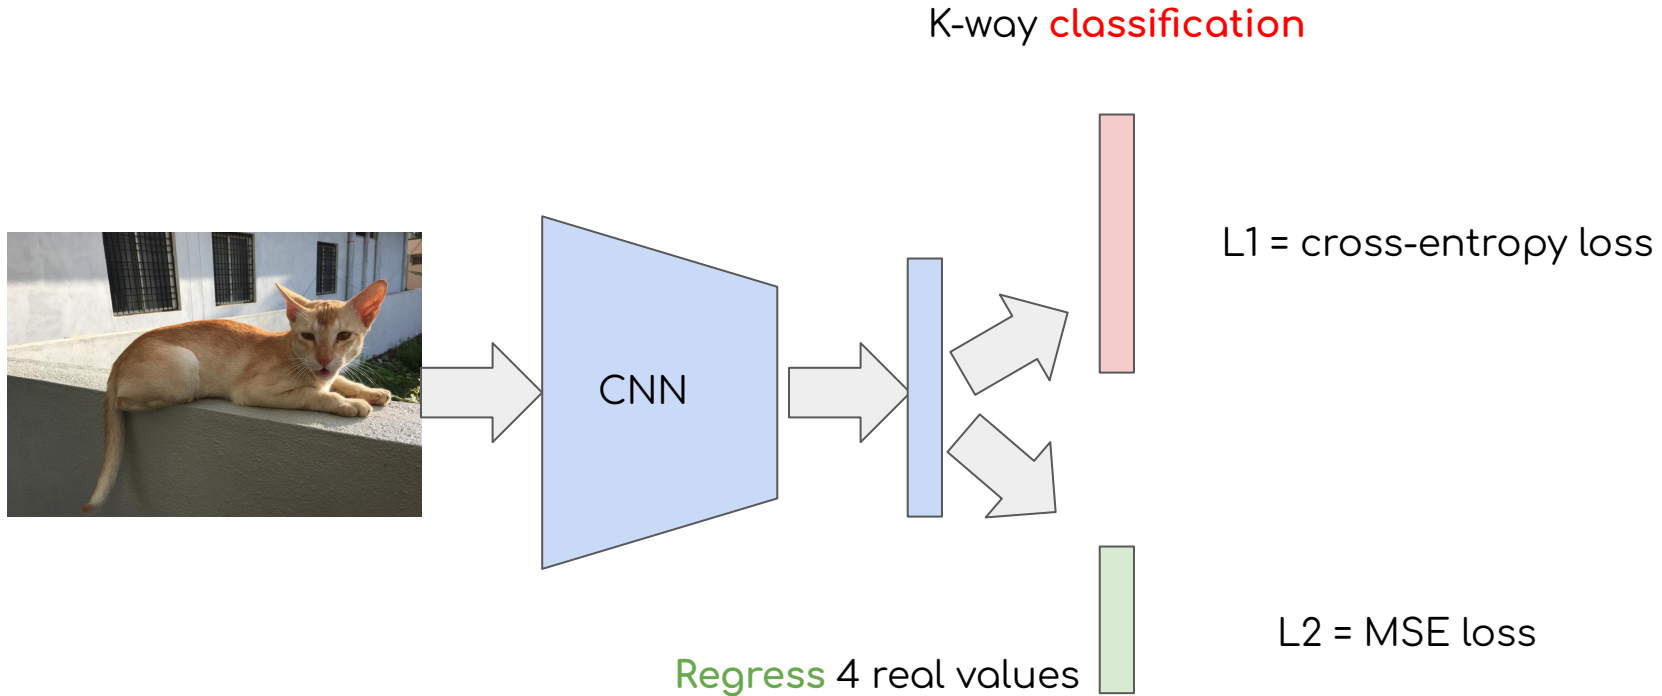 K-way classification
L1 = cross-entropy loss
CNN
L2 = MSE loss
Regress 4 real values